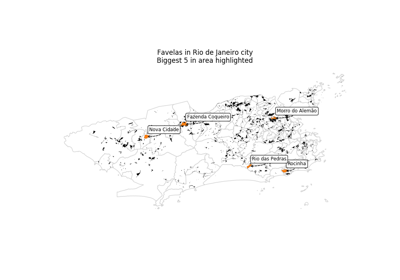 Favelas in Rio de Janeiro city
Biggest 5 in area highlighted
Morro do Alemão
Fazenda Coqueiro
Nova Cidade
Rio das Pedras
Rocinha